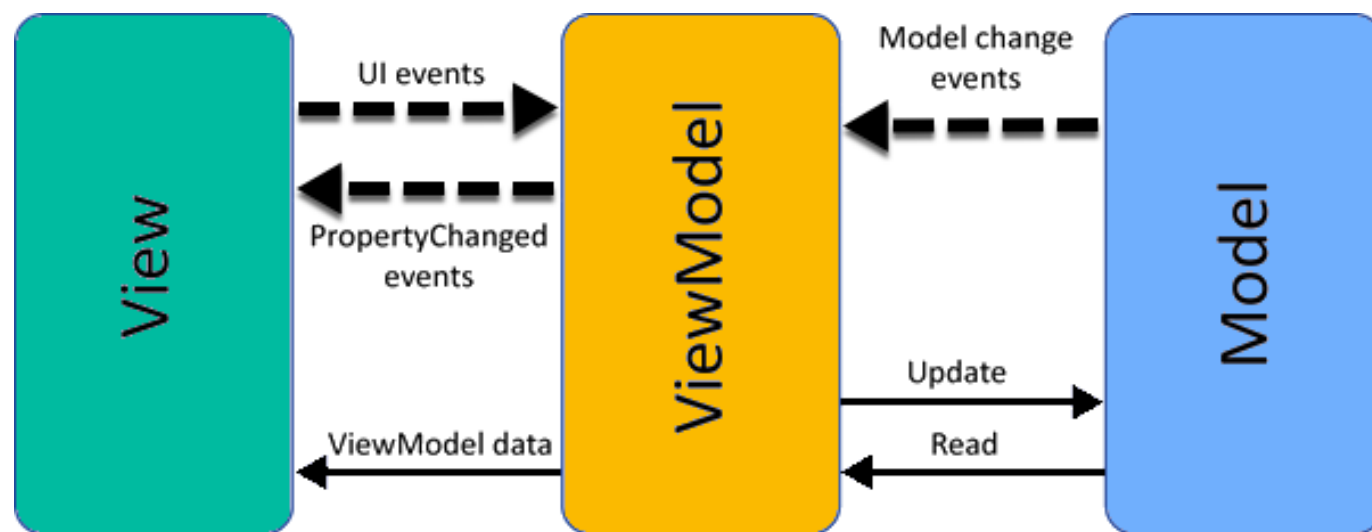 View
UI events
PropertyChanged
events
ViewModel data
ViewModel
Model change
events
Update
Read
Model